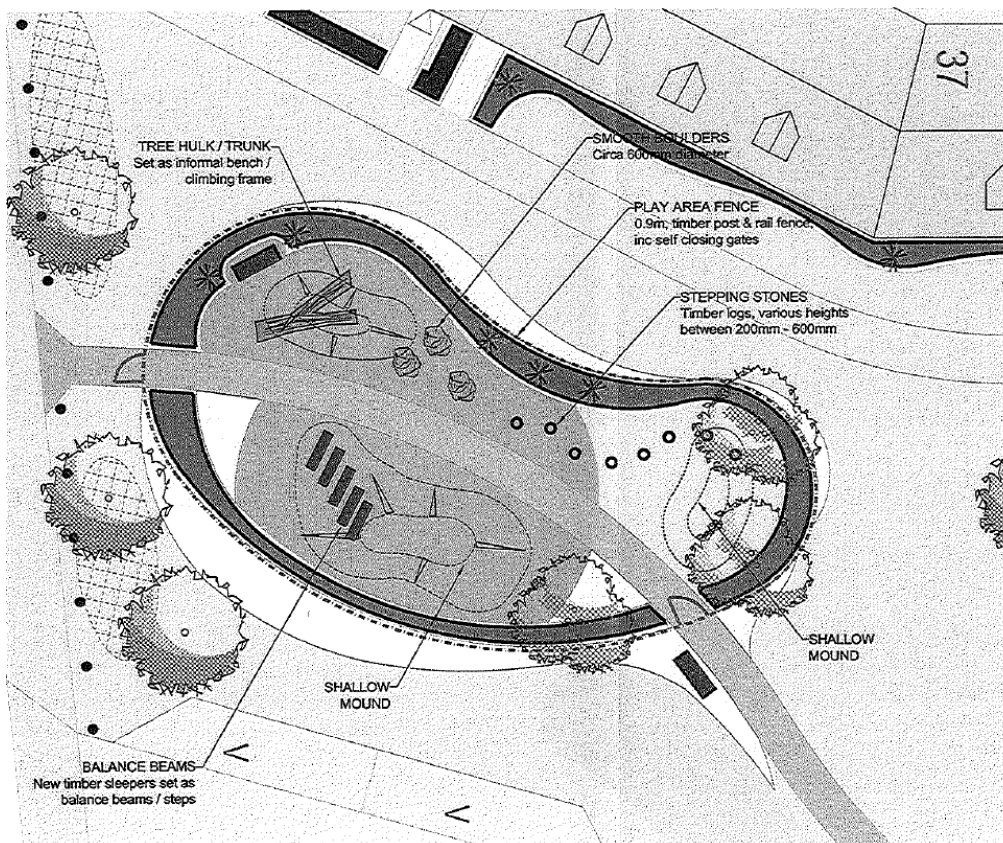 37
TREE HULK / TRUNK
Set as informal bench /
climbing frame
SMOOTH BOULDERS
Circa 600mm diameter
PLAY AREA FENCE
0.9m, timber post & rail fence,
inc self closing gates
STEPPING STONES
Timber logs, various heights
between 200mm - 600mm
SHALLOW
MOUND
SHALLOW
MOUND
BALANCE BEAMS
New timber sleepers set as
balance beams / steps
V
V